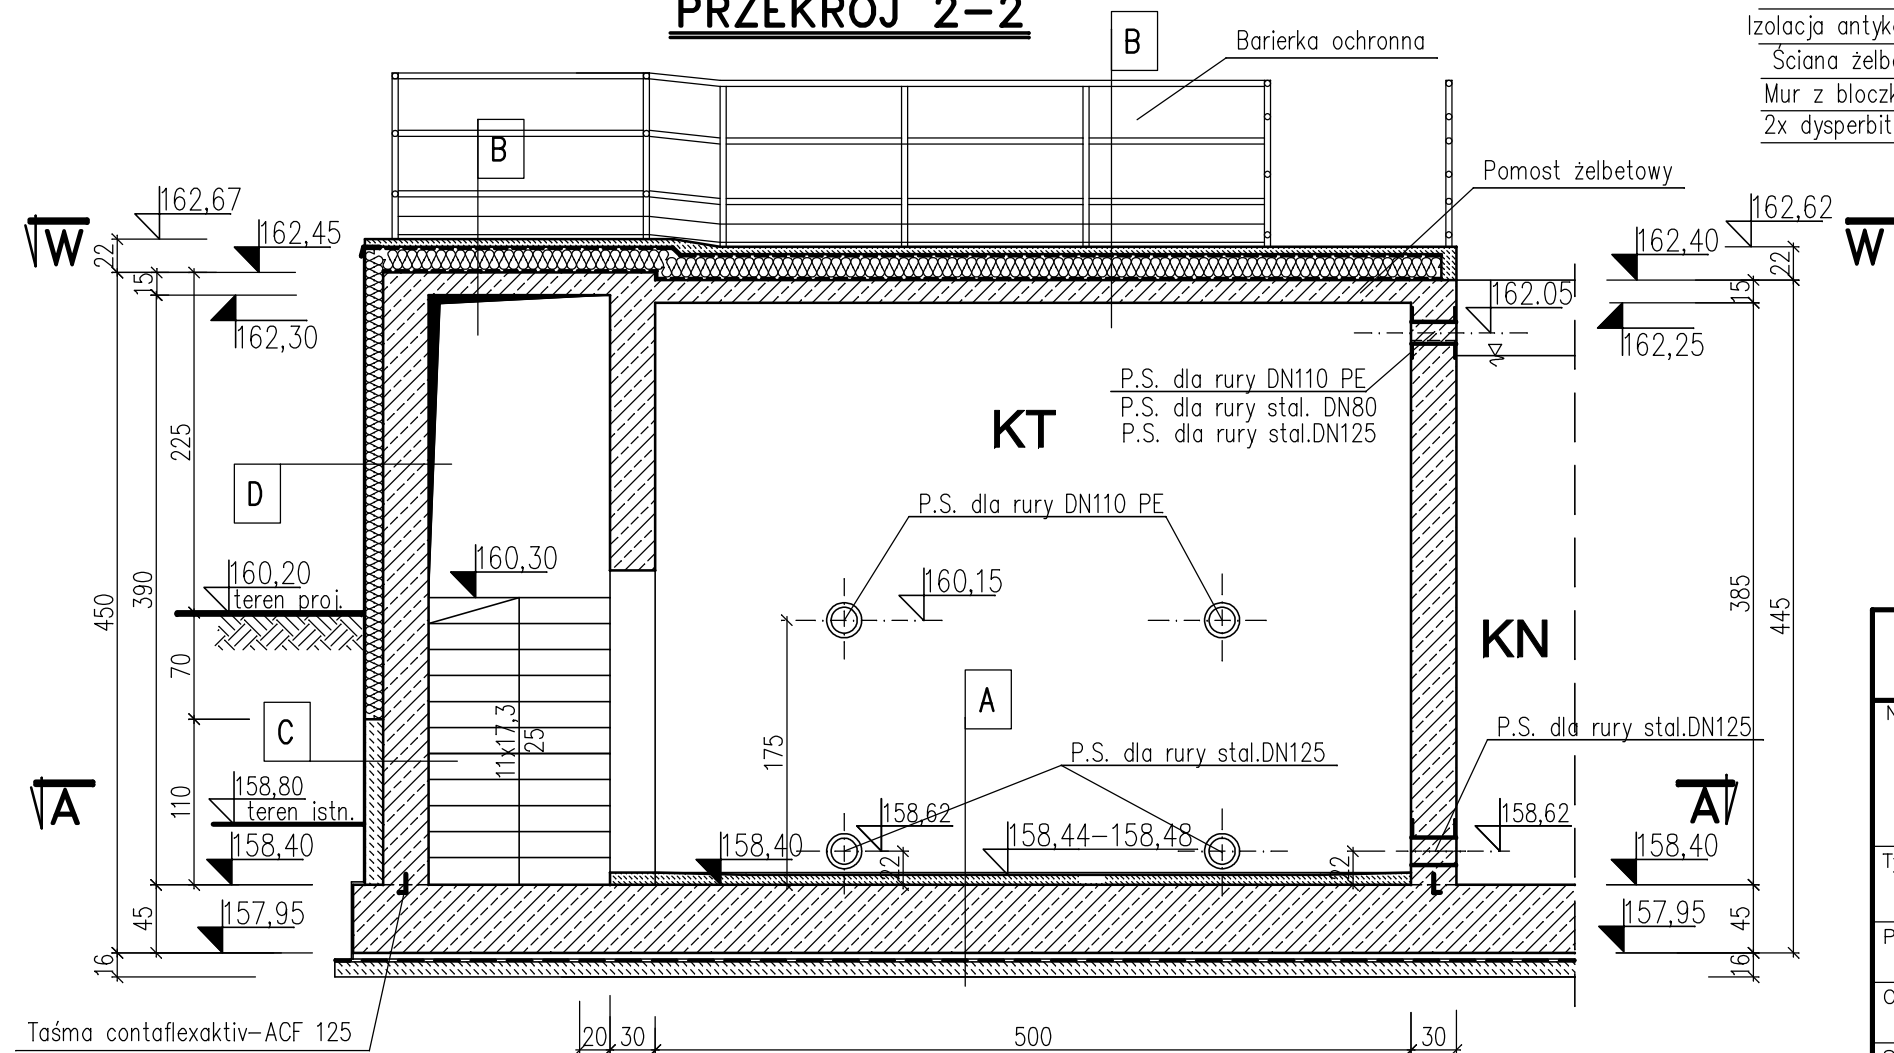 PRZEKRÓJ 2-2
B
Barierka ochronna
Izolacja
Ściana
Mur z
2x dysperbit
B
Pomost żelbetowy
162,67
162,45
162,62
162,40
W
W
22
15
22
15
162.05
162,30
162,25
P.S. dla rury DN110 PE
P.S. dla rury stal. DN80
P.S. dla rury stal.DN125
KT
225
D
P.S. dla rury DN110 PE
160,30
160,20
teren proj.
160,15
390
450
385
445
KN
70
A
C
11x17,3
25
175
P.S. dla rury stal.DN125
P.S. dla rury stal.DN125
158,80
teren istn.
A
A
110
158,62
158,44-158,48
158,62
158,40
158,40
158,40
22
22
157,95
157,95
45
45
16
16
Taśma contaflexaktiv-ACF 125
20
30
500
30